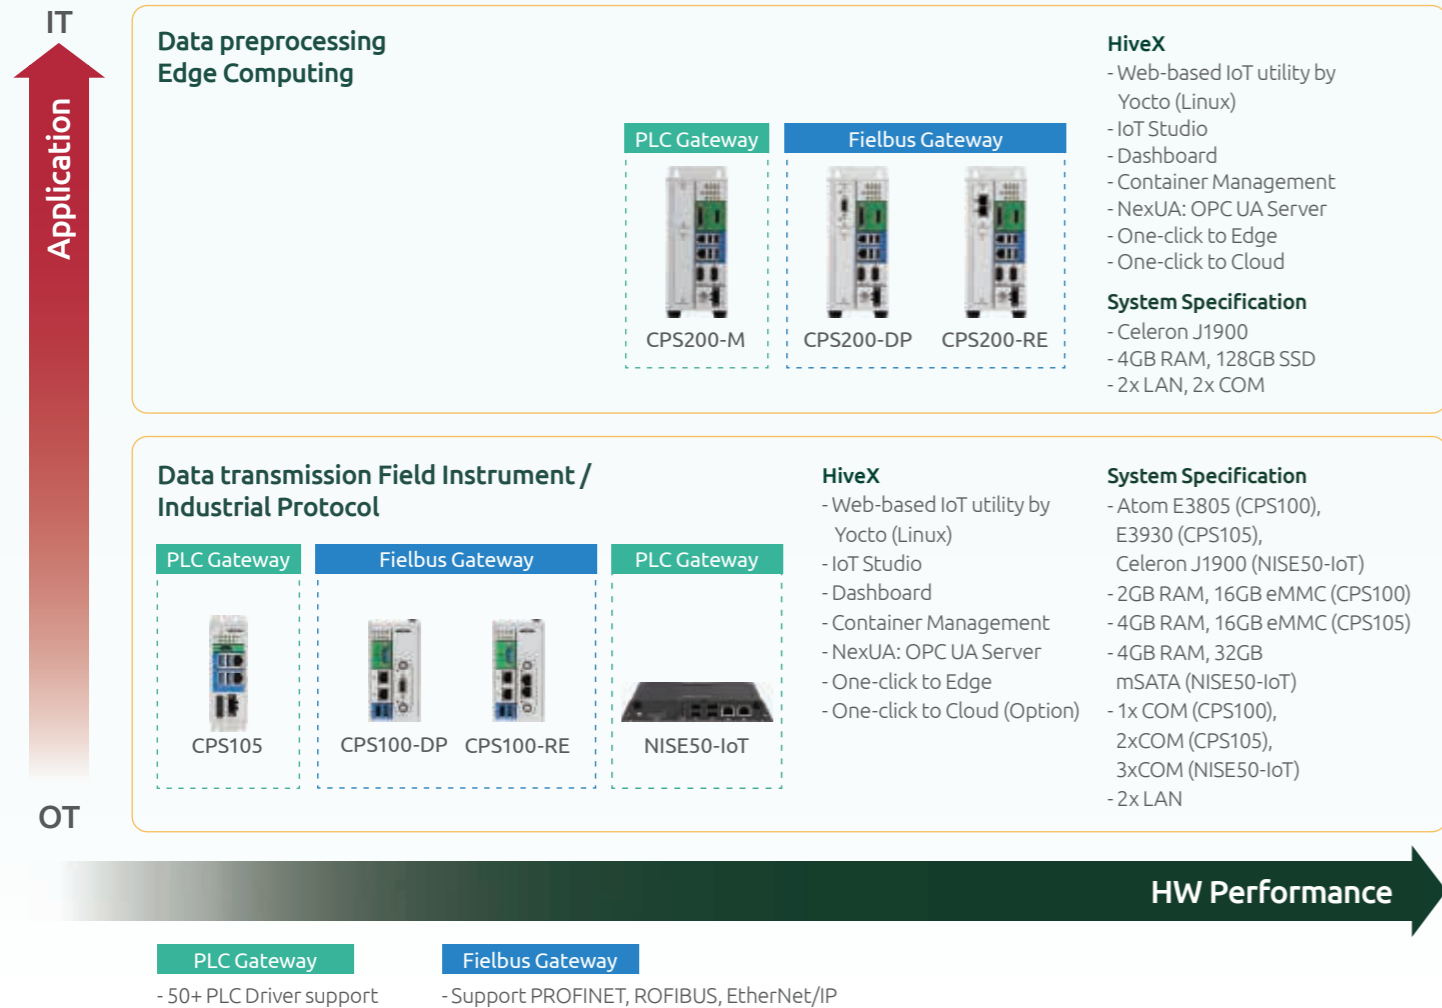 IT
Application
OT
Data preprocessing
Edge Computing
PLC Gateway
Fielbus Gateway
CPS200-M
CPS200-DP
CPS200-RE
HiveX
- Web-based IoT utility by
Yocto (Linux)
- IoT Studio
- Dashboard
- Container Management
- NexUA: OPC UA Server
- One-click to Edge
- One-click to Cloud
System Specification
- Celeron J1900
- 4GB RAM, 128GB SSD
- 2x LAN, 2x COM
Data transmission Field Instrument /
Industrial Protocol
PLC Gateway
Fielbus Gateway
PLC Gateway
CPS105
CPS100-DP
CPS100-RE
NISE50-IoT
HiveX
- Web-based IoT utility by
Yocto (Linux)
- IoT Studio
- Dashboard
- Container Management
- NexUA: OPC UA Server
- One-click to Edge
- One-click to Cloud (Option)
System Specification
- Atom E3805 (CPS100),
E3930 (CPS105),
Celeron J1900 (NISE50-IoT)
- 2GB RAM, 16GB eMMC (CPS100)
- 4GB RAM, 16GB eMMC (CPS105)
- 4GB RAM, 32GB
mSATA (NISE50-IoT)
- 1x COM (CPS100),
2xCOM (CPS105),
3xCOM (NISE50-IoT)
- 2x LAN
HW Performance
PLC Gateway
- 50+ PLC Driver support
Fielbus Gateway
- Support PROFINET, ROFIBUS, EtherNet/IP